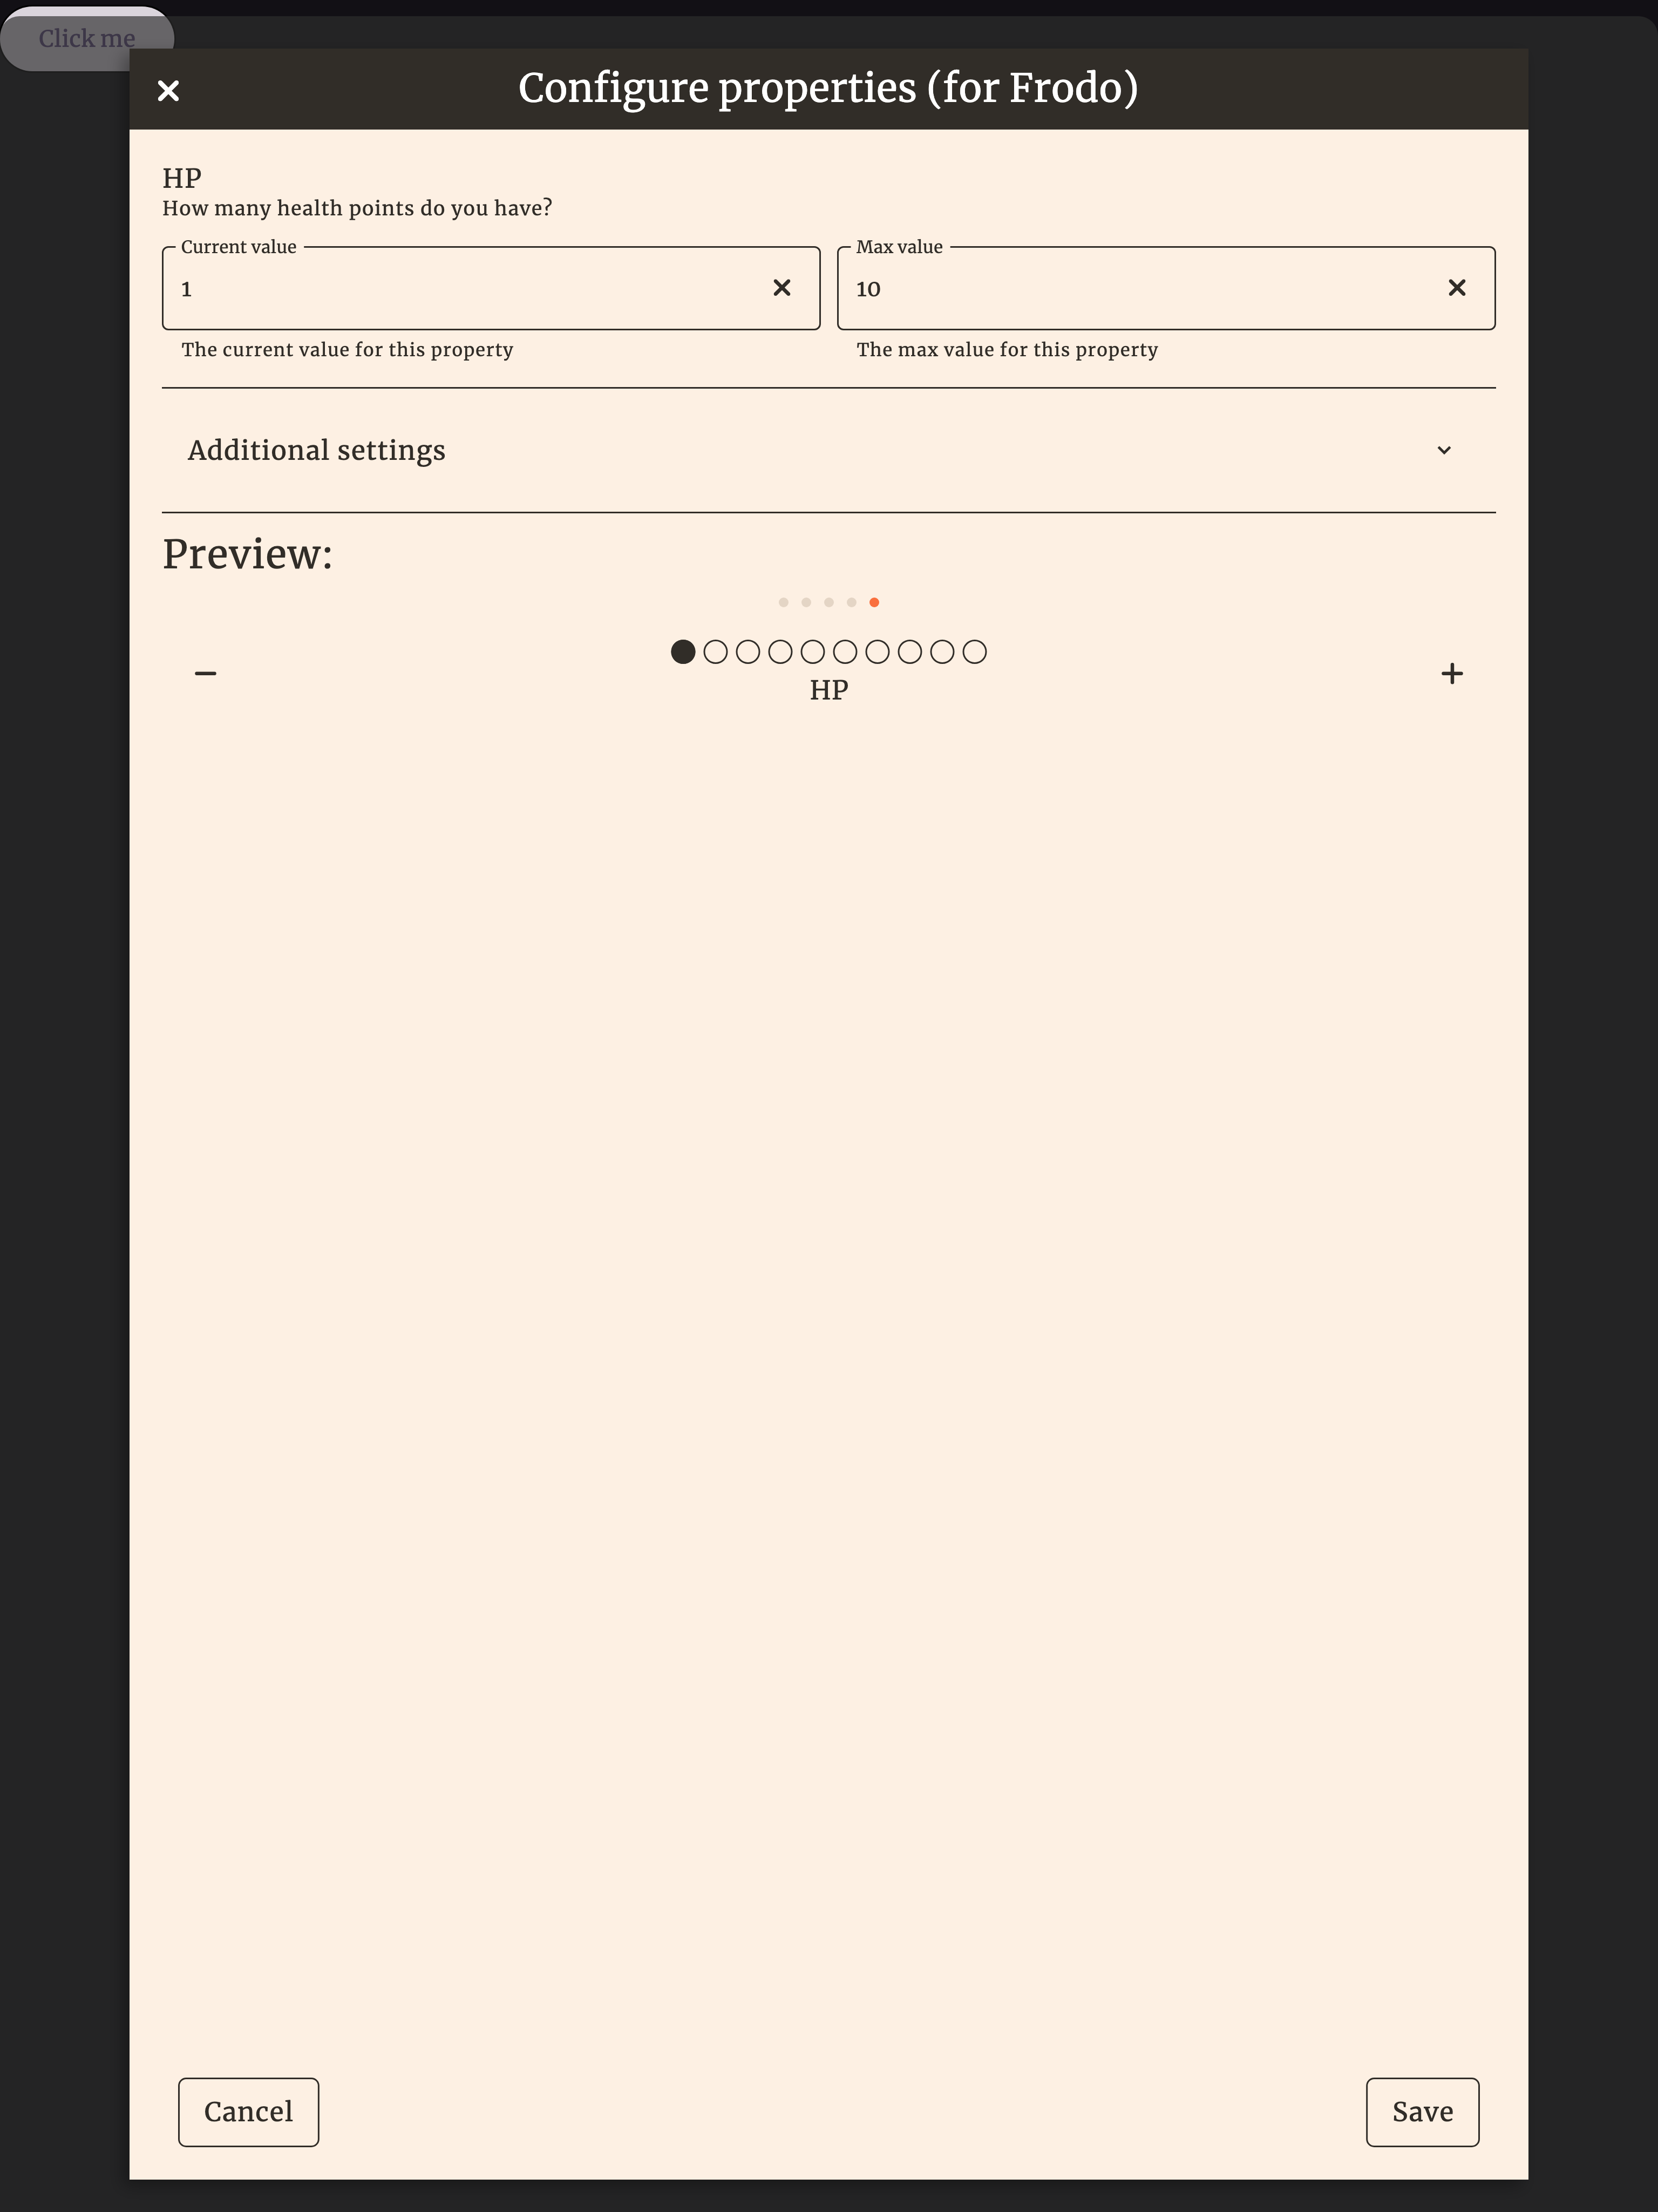 Click me
Configure properties (for Frodo)
HP
How many health points do you have?
Current value
1
The current value for this property
Max value
10
The max value for this property
Additional settings
Preview:
HP
Cancel
Save